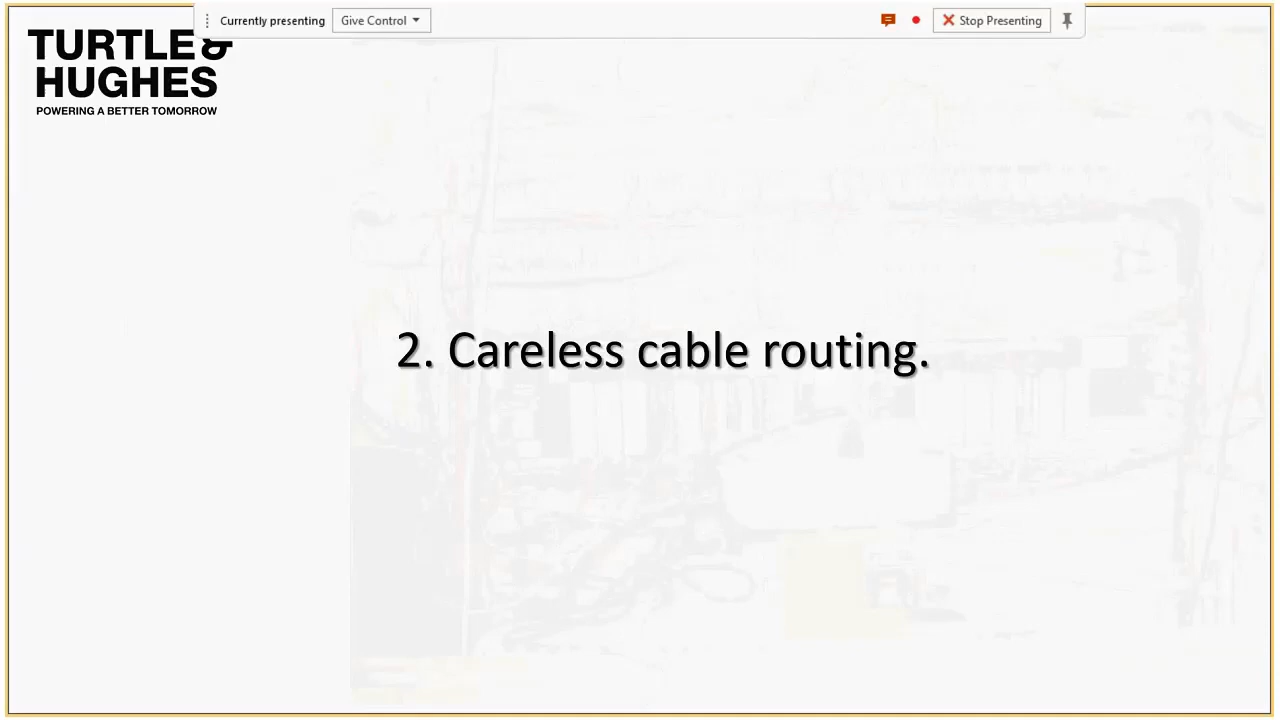 Currently presenting
Give Control
Stop Presenting
TURTLE &
HUGHES
POWERING A BETTER TOMORROW
2. Careless cable routing.